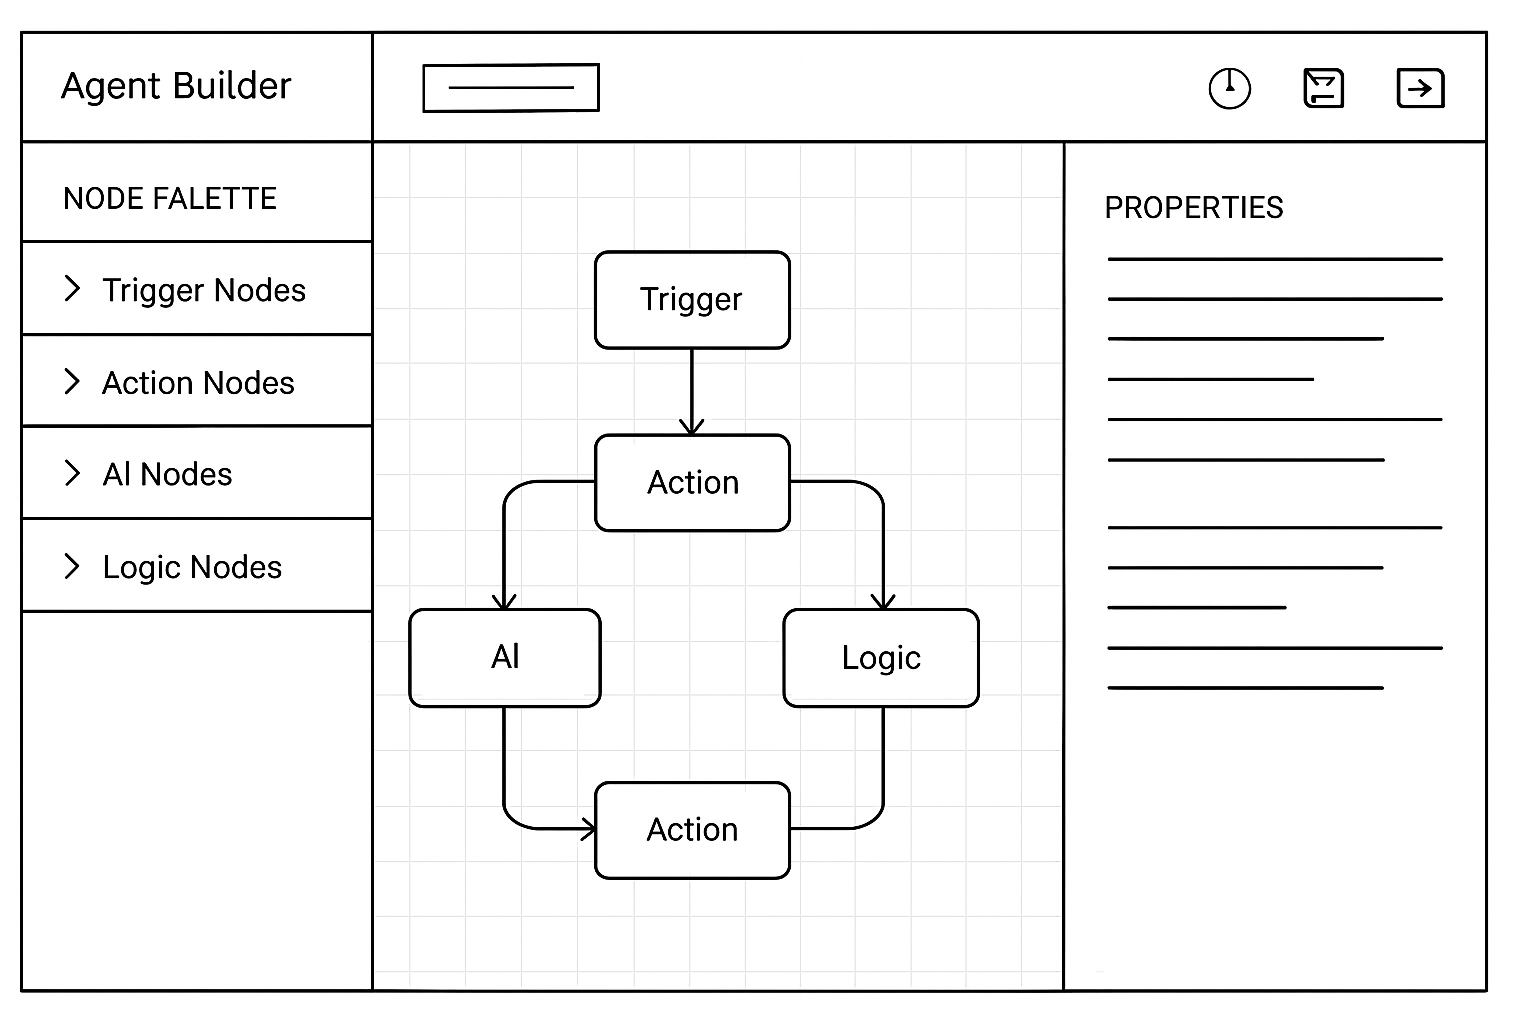 Agent Builder
NODE FALETTE
Trigger Nodes
Action Nodes
AI Nodes
Logic Nodes
Trigger
Action
AI
Logic
Action
PROPERTIES